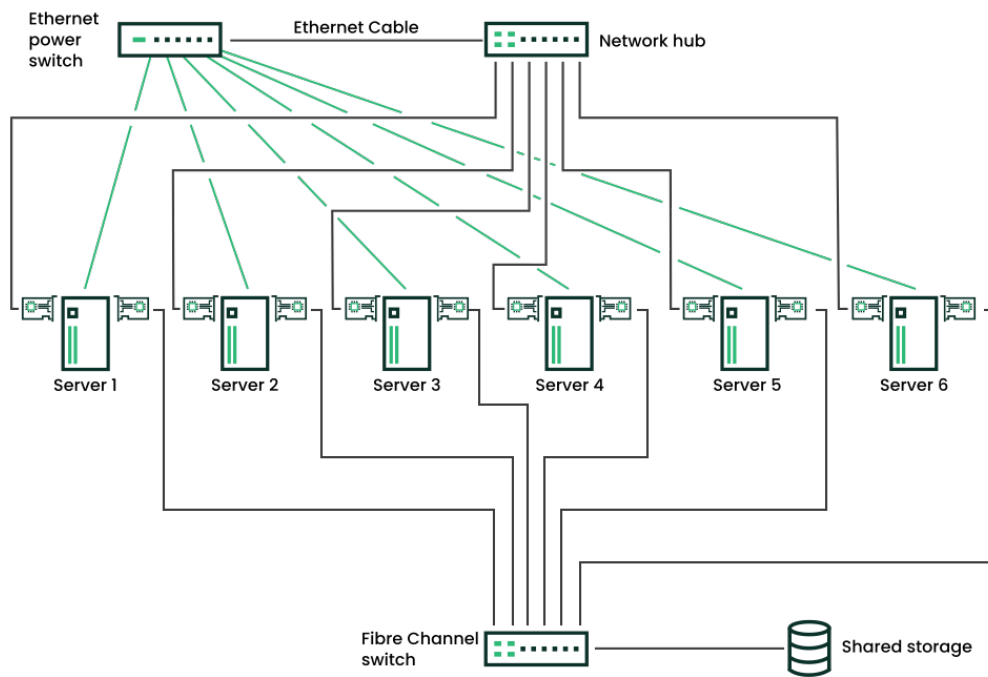 Ethernet
power
switch
Ethernet Cable
Network hub
Server 1
Server 2
Server 3
Server 4
Server 5
Server 6
Fibre Channel
switch
Shared storage